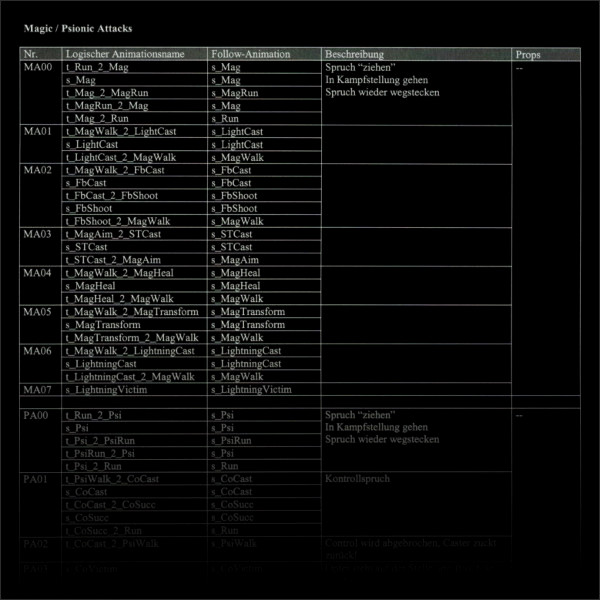 Magic / Psionic Attacks
Nr. Logischer Animationsname Follow-Animation Beschreibung Props
MA00 t_Run_2_Mag s_Mag Spruch “ziehen” --
s_Mag s_Mag In Kampfstellung gehen
t_Mag_2_MagRun s_MagRun Spruch wieder wegstecken
t_MagRun_2_Mag s_Mag
t_Mag_2_Run s_Run
MA01 t_MagWalk_2_LightCast s_LightCast
s_LightCast s_LightCast
t_LightCast_2_MagWalk s_MagWalk
MA02 t_MagWalk_2_FbCast s_FbCast
s_FbCast s_FbCast
t_FbCast_2_FbShoot s_FbShoot
s_FbShoot s_FbShoot
t_FbShoot_2_MagWalk s_MagWalk
MA03 t_MagAim_2_STCast s_STCast
s_STCast s_STCast
t_STCast_2_MagAim s_MagAim
MA04 t_MagWalk_2_MagHeal s_MagHeal
s_MagHeal s_MagHeal
t_MagHeal_2_MagWalk s_MagWalk
MA05 t_MagWalk_2_MagTransform s_MagTransform
s_MagTransform s_MagTransform
t_MagTransform_2_MagWalk s_MagWalk
MA06 t_MagWalk_2_LightningCast s_LightningCast
s_LightningCast s_LightningCast
t_LightningCast_2_MagWalk s_MagWalk
MA07 s_LightningVictim s_LightningVictim
PA00 t_Run_2_Psi s_Psi Spruch “ziehen” --
s_Psi s_Psi In Kampfstellung gehen
t_Psi_2_PsiRun s_PsiRun Spruch wieder wegstecken
t_PsiRun_2_Psi s_Psi
t_Psi_2_Run s_Run
PA01 t_PsiWalk_2_CoCast s_CoCast Kontrollspruch
s_CoCast s_CoCast
t_CoCast_2_CoSucc s_CoSucc
s_CoSucc s_CoSucc
t_CoSucc_2_Run s_Run
PA02 t_CoCast_2_PsiWalk s_PsiWalk Control wird abgebrochen, Caster zuckt
zurück!